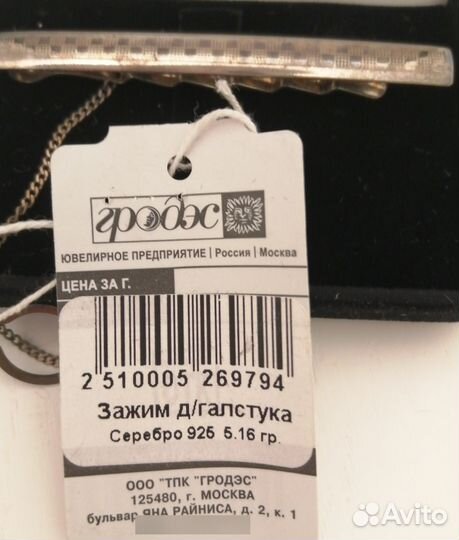 гродэс
ЮВЕЛИРНОЕ ПРЕДПРИЯТИЕ | Россия | Москва
ЦЕНА ЗА Г.
2 510005 269794
Зажим д/галстука
Серебро 925 5.16 гр.
ООО "ТПК "ГРОДЭС"
125480, г. МОСКВА
бульвар ЯНА РАЙНИСА, д. 2, к. 1
Avito